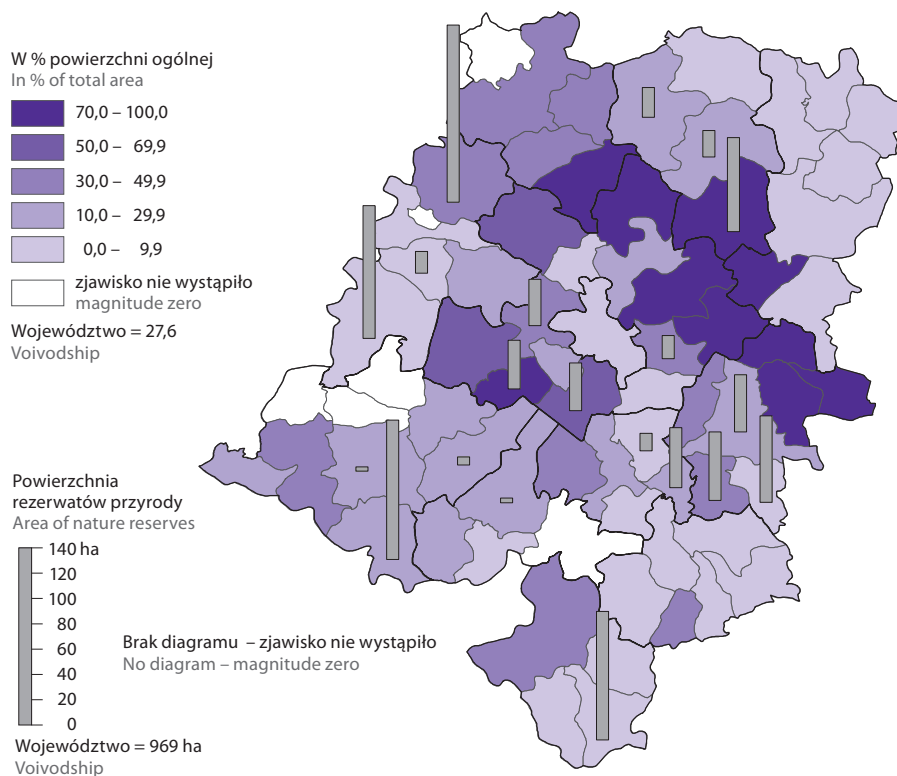 W % powierzchni ogólnej
In % of total area
70,0 – 100,0
50,0 – 69,9
30,0 – 49,9
10,0 – 29,9
0,0 – 9,9
zjawisko nie wystąpiło
magnitude zero
Województwo = 27,6
Voivodship
Powierzchnia
rezerwatów przyrody
Area of nature reserves
140 ha
120
100
80
60
40
20
0
Brak diagramu – zjawisko nie wystąpiło
No diagram – magnitude zero
Województwo = 969 ha
Voivodship